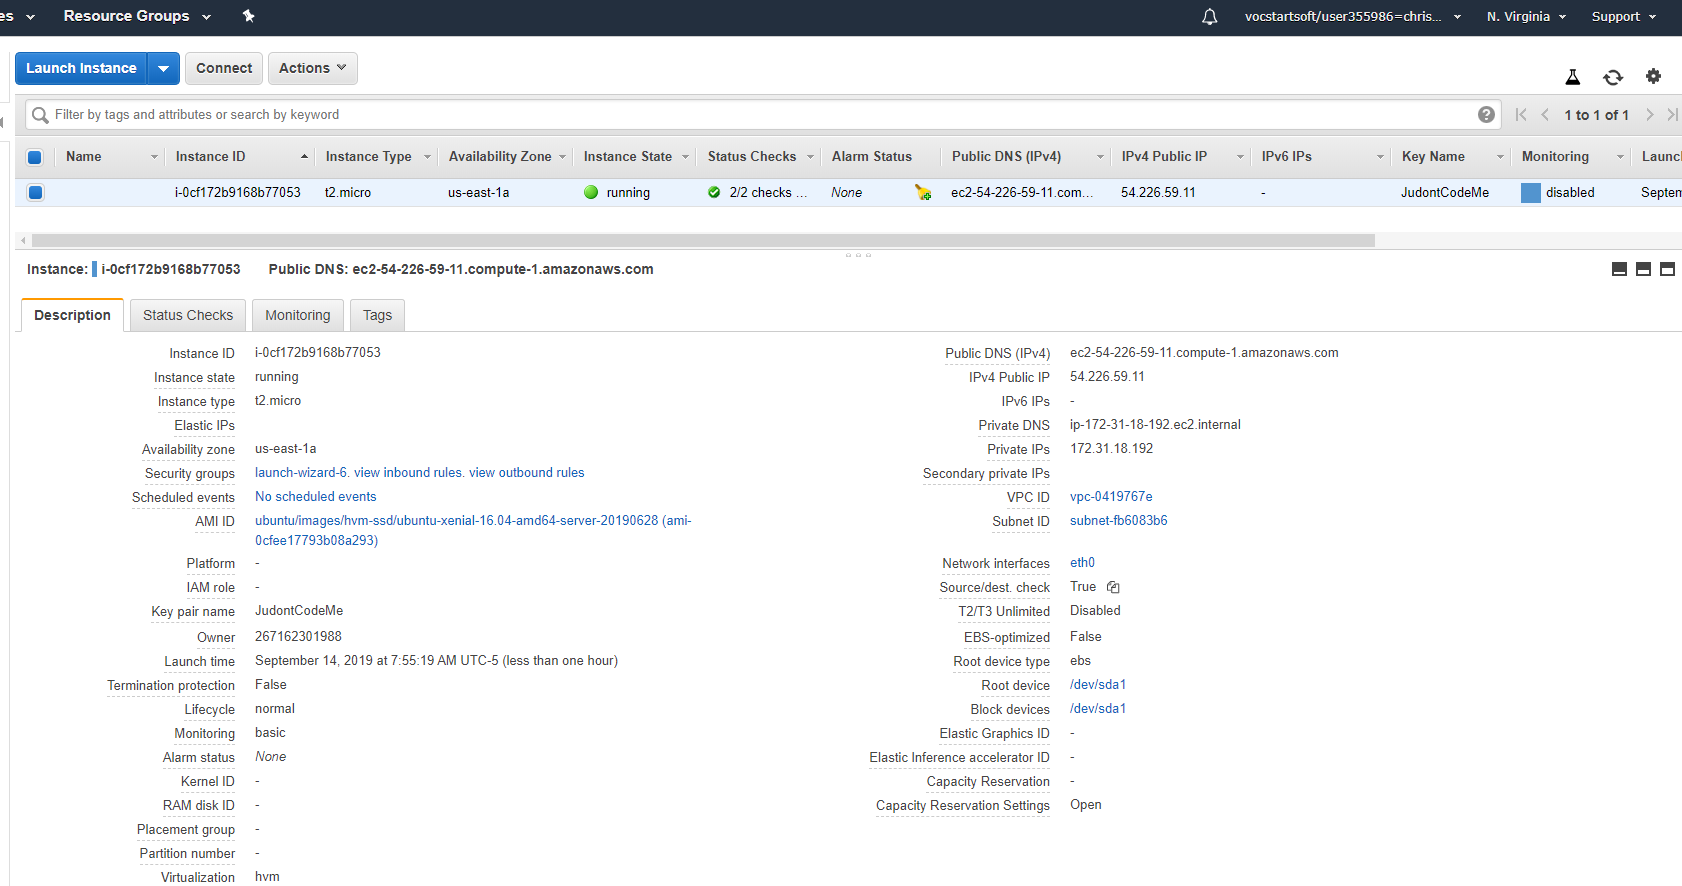 es Resource Groups vocstartsoft/user355986=chris... N. Virginia Support
Launch Instance Connect Actions
Filter by tags and attributes or search by keyword 1 to 1 of 1
Name Instance ID Instance Type Availability Zone Instance State Status Checks Alarm Status Public DNS (IPv4) IPv4 Public IP IPv6 IPs Key Name Monitoring Launc
i-0cf172b9168b77053 t2.micro us-east-1a running 2/2 checks ... None ec2-54-226-59-11.com... 54.226.59.11 - JudontCodeMe disabled Septem
Instance: i-0cf172b9168b77053 Public DNS: ec2-54-226-59-11.compute-1.amazonaws.com
Description Status Checks Monitoring Tags
Instance ID i-0cf172b9168b77053
Instance state running
Instance type t2.micro
Elastic IPs
Availability zone us-east-1a
Security groups launch-wizard-6. view inbound rules. view outbound rules
Scheduled events No scheduled events
AMI ID ubuntu/images/hvm-ssd/ubuntu-xenial-16.04-amd64-server-20190628 (ami-
0cfee17793b08a293)
Platform -
IAM role -
Key pair name JudontCodeMe
Owner 267162301988
Launch time September 14, 2019 at 7:55:19 AM UTC-5 (less than one hour)
Termination protection False
Lifecycle normal
Monitoring basic
Alarm status None
Kernel ID -
RAM disk ID -
Placement group -
Partition number -
Virtualization hvm
Public DNS (IPv4) ec2-54-226-59-11.compute-1.amazonaws.com
IPv4 Public IP 54.226.59.11
IPv6 IPs -
Private DNS ip-172-31-18-192.ec2.internal
Private IPs 172.31.18.192
Secondary private IPs
VPC ID vpc-0419767e
Subnet ID subnet-fb6083b6
Network interfaces eth0
Source/dest. check True
T2/T3 Unlimited Disabled
EBS-optimized False
Root device type ebs
Root device /dev/sda1
Block devices /dev/sda1
Elastic Graphics ID -
Elastic Inference accelerator ID -
Capacity Reservation -
Capacity Reservation Settings Open